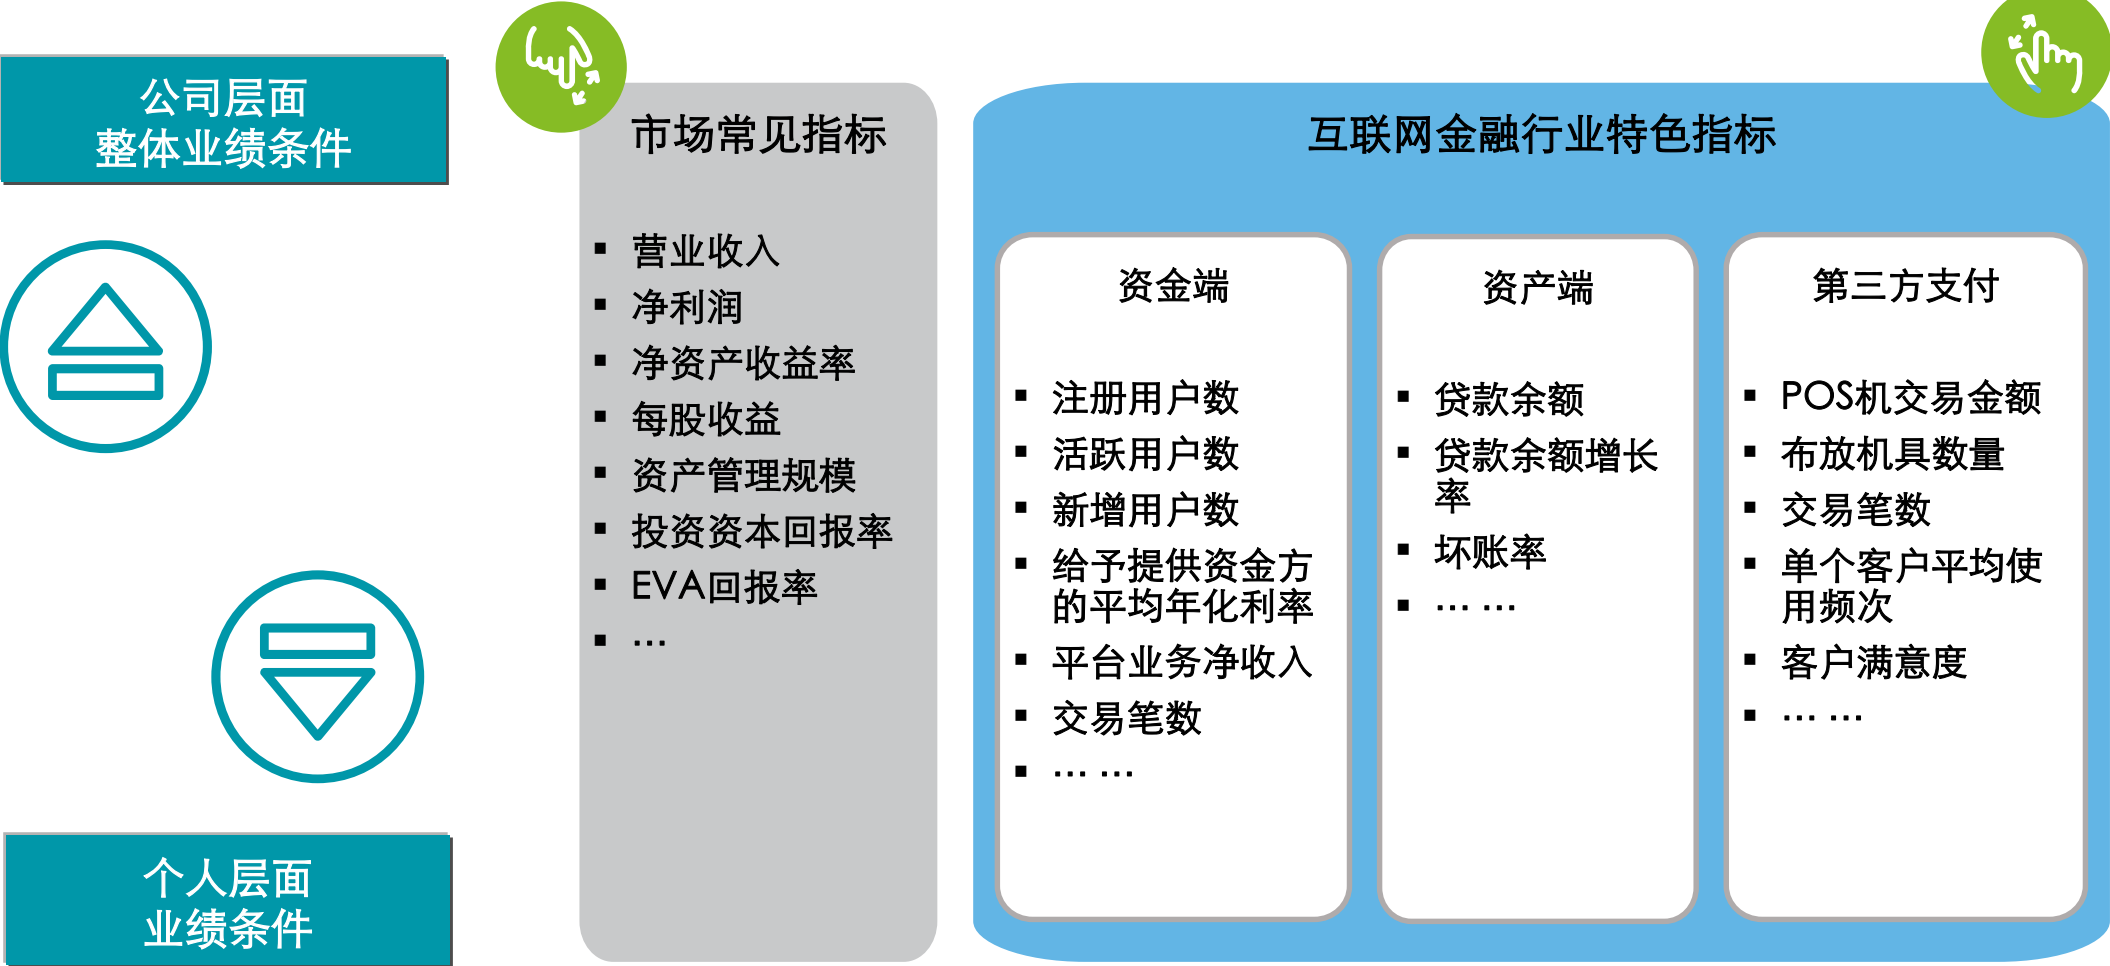 公司层面
整体业绩条件
个人层面
业绩条件
市场常见指标
▪ 营业收入
▪ 净利润
▪ 净资产收益率
▪ 每股收益
▪ 资产管理规模
▪ 投资资本回报率
▪ EVA回报率
▪ …
互联网金融行业特色指标
资金端
▪ 注册用户数
▪ 活跃用户数
▪ 新增用户数
▪ 给予提供资金方
的平均年化利率
▪ 平台业务净收入
▪ 交易笔数
▪ … …
资产端
▪ 贷款余额
▪ 贷款余额增长
率
▪ 坏账率
▪ … …
第三方支付
▪ POS机交易金额
▪ 布放机具数量
▪ 交易笔数
▪ 单个客户平均使
用频次
▪ 客户满意度
▪ … …